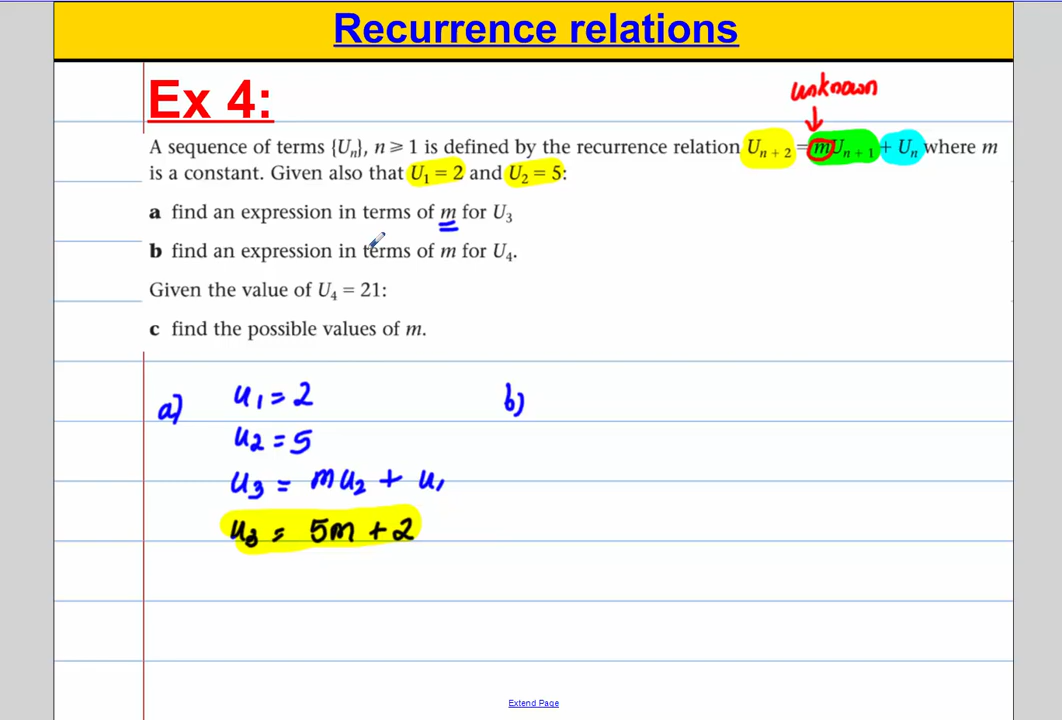 Recurrence relations
Ex 4:
unknown
A sequence of terms {Uₙ}, n ⩾ 1 is defined by the recurrence relation Uₙ₊₂ = mUₙ₊₁ + Uₙ where m
is a constant. Given also that U₁ = 2 and U₂ = 5:
a find an expression in terms of m for U₃
b find an expression in terms of m for U₄.
Given the value of U₄ = 21:
c find the possible values of m.
a) u₁ = 2 b)
u₂ = 5
u₃ = mu₂ + u₁
u₃ = 5m + 2
Extend Page